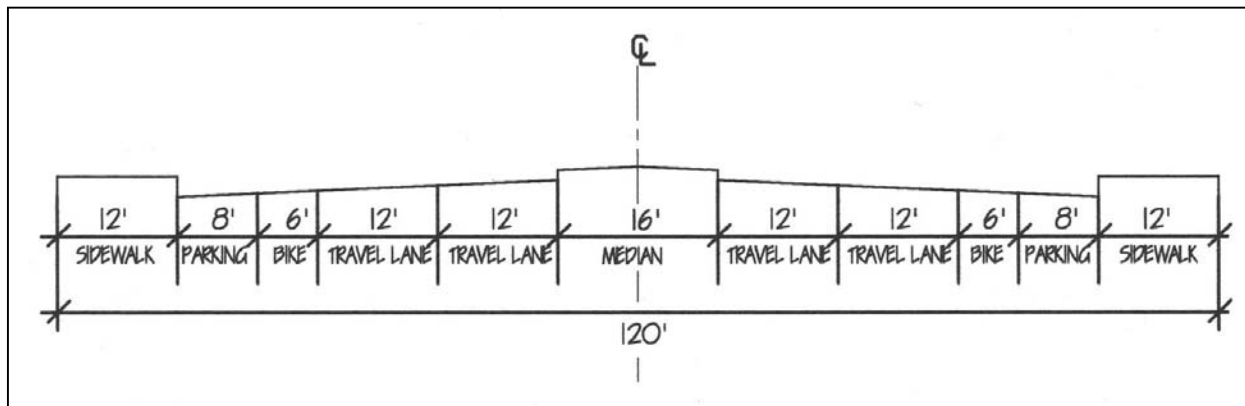 ℄
12' 8' 6' 12' 12' 16' 12' 12' 6' 8' 12'
SIDEWALK PARKING BIKE TRAVEL LANE TRAVEL LANE MEDIAN TRAVEL LANE TRAVEL LANE BIKE PARKING SIDEWALK
120'